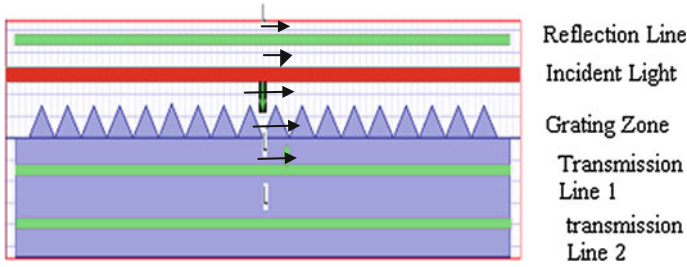 Reflection Line
Incident Light
Grating Zone
Transmission
Line 1
transmission
Line 2